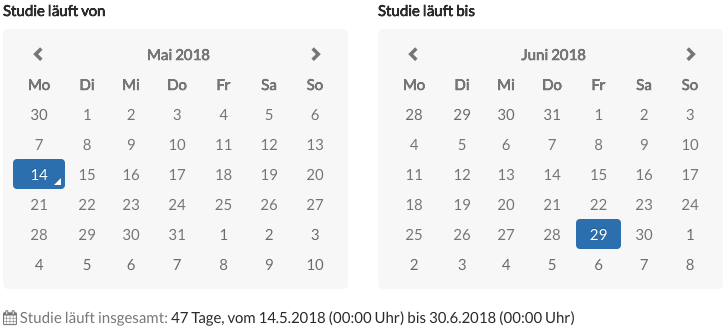 Studie läuft von
Studie läuft bis
Mai 2018
Mo Di Mi Do Fr Sa So
30 1 2 3 4 5 6
7 8 9 10 11 12 13
14 15 16 17 18 19 20
21 22 23 24 25 26 27
28 29 30 31 1 2 3
4 5 6 7 8 9 10
Juni 2018
Mo Di Mi Do Fr Sa So
28 29 30 31 1 2 3
4 5 6 7 8 9 10
11 12 13 14 15 16 17
18 19 20 21 22 23 24
25 26 27 28 29 30 1
2 3 4 5 6 7 8
Studie läuft insgesamt: 47 Tage, vom 14.5.2018 (00:00 Uhr) bis 30.6.2018 (00:00 Uhr)